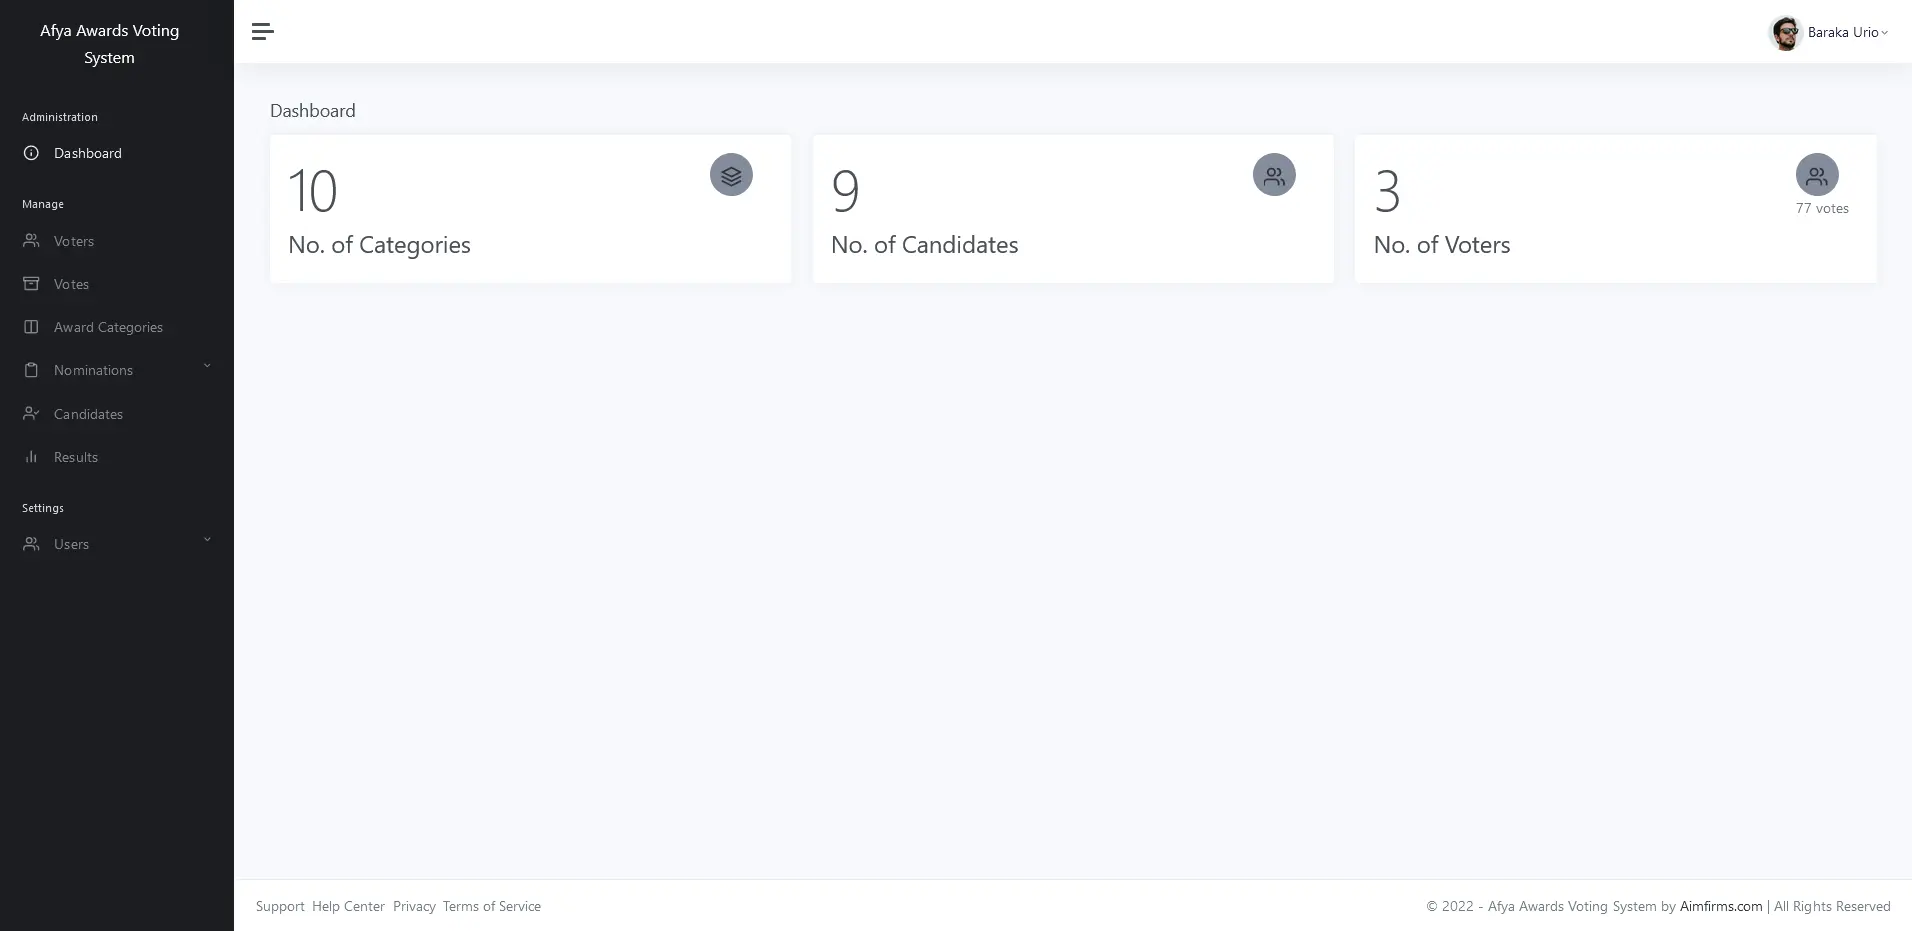 Afya Awards Voting
System
Administration
Dashboard
Manage
Voters
Votes
Award Categories
Nominations
Candidates
Results
Settings
Users
Baraka Urio
Dashboard
10
No. of Categories
9
No. of Candidates
3
77 votes
No. of Voters
Support Help Center Privacy Terms of Service
© 2022 - Afya Awards Voting System by Aimfirms.com | All Rights Reserved